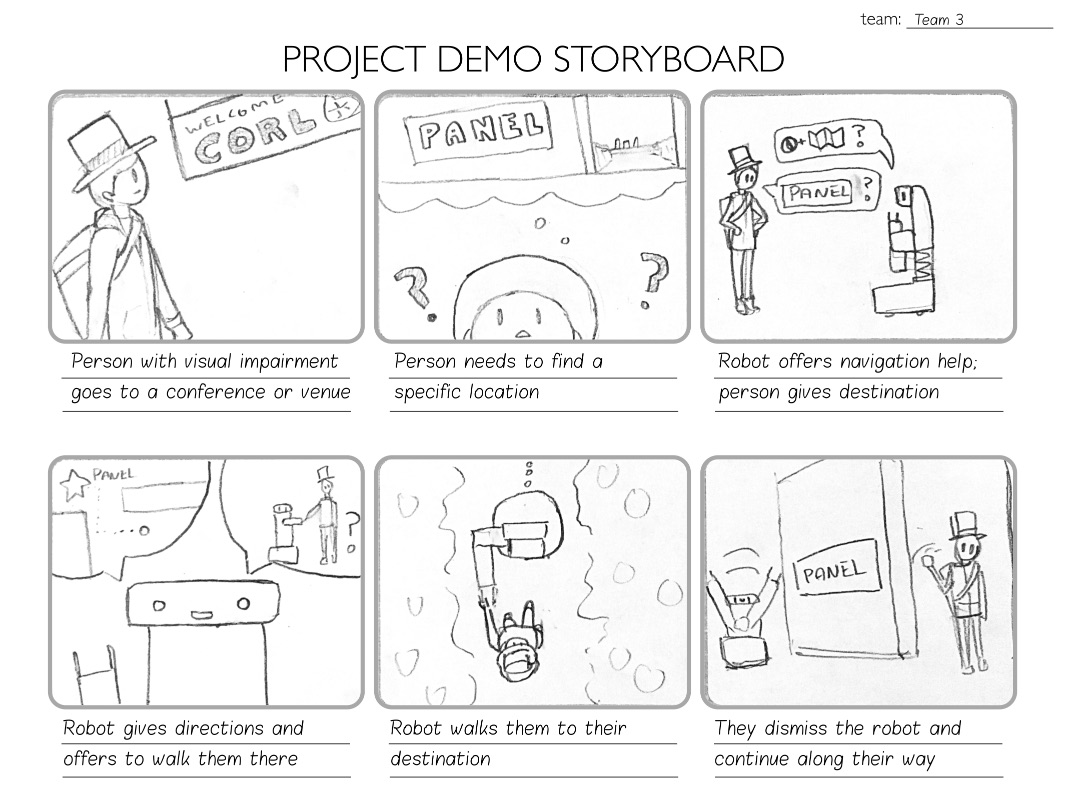 team: Team 3
PROJECT DEMO STORYBOARD
WELCOME
CORL
PANEL
? ?
+ ?
PANEL ?
Person with visual impairment
goes to a conference or venue
Person needs to find a
specific location
Robot offers navigation help;
person gives destination
PANEL
?
PANEL
Robot gives directions and
offers to walk them there
Robot walks them to their
destination
They dismiss the robot and
continue along their way